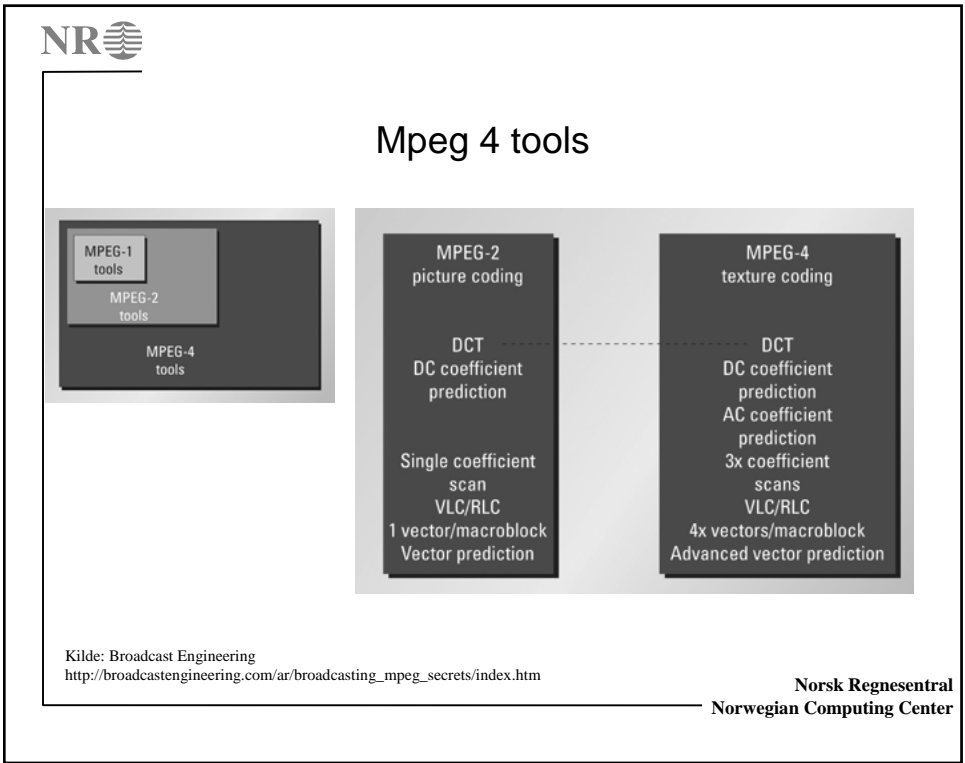 NR
Mpeg 4 tools
MPEG-1
tools
MPEG-2
tools
MPEG-4
tools
MPEG-2
picture coding
DCT
DC coefficient
prediction
Single coefficient
scan
VLC/RLC
1 vector/macroblock
Vector prediction
MPEG-4
texture coding
DCT
DC coefficient
prediction
AC coefficient
prediction
3x coefficient
scans
VLC/RLC
4x vectors/macroblock
Advanced vector prediction
Kilde: Broadcast Engineering
http://broadcastengineering.com/ar/broadcasting_mpeg_secrets/index.htm
Norsk Regnesentral
Norwegian Computing Center